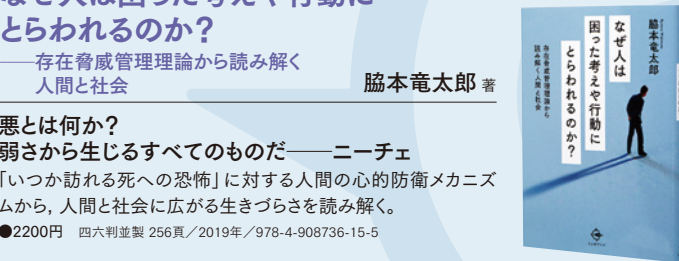 なぜ人は困った考えや行動に
とらわれるのか?
──存在脅威管理理論から読み解く
人間と社会
脇本竜太郎 著
悪とは何か?
弱さから生じるすべてのものだ──ニーチェ
「いつか訪れる死への恐怖」に対する人間の心的防衛メカニズ
ムから,人間と社会に広がる生きづらさを読み解く。
●2200円 四六判並製 256頁/2019年/978-4-908736-15-5
脇本竜太郎
なぜ人は
困った考えや行動に
とらわれるのか?
存在脅威管理理論から
読み解く人間と社会